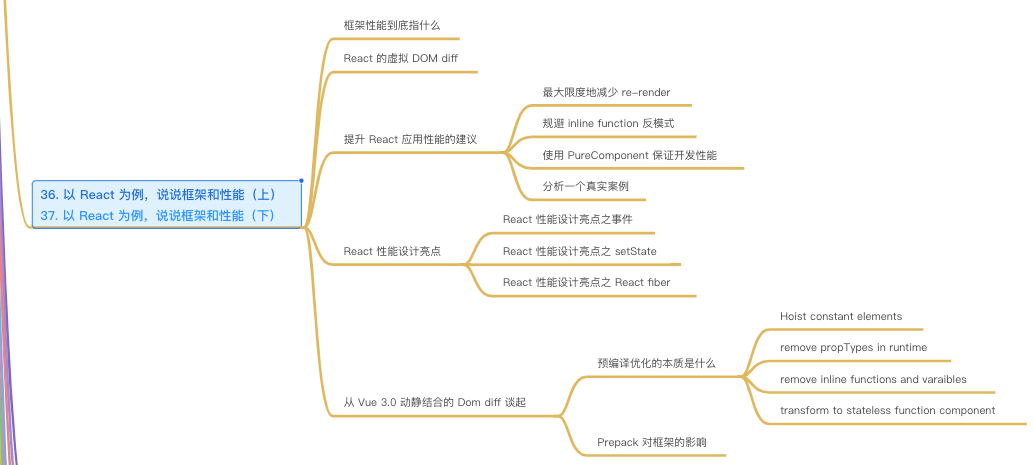 36. 以 React 为例，说说框架和性能（上）
37. 以 React 为例，说说框架和性能（下）
框架性能到底指什么
React 的虚拟 DOM diff
提升 React 应用性能的建议
最大限度地减少 re-render
规避 inline function 反模式
使用 PureComponent 保证开发性能
分析一个真实案例
React 性能设计亮点
React 性能设计亮点之事件
React 性能设计亮点之 setState
React 性能设计亮点之 React fiber
从 Vue 3.0 动静结合的 Dom diff 谈起
预编译优化的本质是什么
Hoist constant elements
remove propTypes in runtime
remove inline functions and varaibles
transform to stateless function component
Prepack 对框架的影响